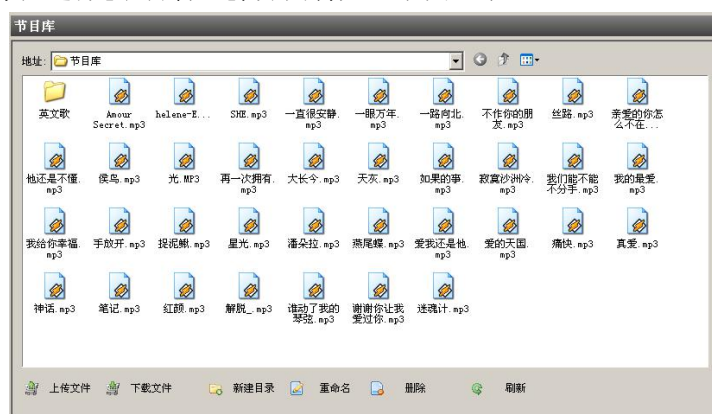 节目库
地址: 节目库
英文歌
Amour
Secret.mp3
helene-E...
SHE.mp3
一直很安静.
mp3
一眼万年.
mp3
一路向北.
mp3
不作你的朋
友.mp3
丝路.mp3
亲爱的你怎
么不在...
他还是不懂.
mp3
侯鸟.mp3
光.MP3
再一次拥有.
mp3
大长今.mp3
天灰.mp3
如果的事.
mp3
寂寞沙洲冷.
mp3
我们能不能
不分手.mp3
我的最爱.
mp3
我给你幸福.
mp3
手放开.mp3
捉泥鳅.mp3
星光.mp3
潘朵拉.mp3
燕尾蝶.mp3
爱我还是他.
mp3
爱的天国.
mp3
痛快.mp3
真爱.mp3
神话.mp3
笔记.mp3
红颜.mp3
解脱_.mp3
谁动了我的
琴弦.mp3
谢谢你让我
爱过你.mp3
迷魂计.mp3
上传文件 下载文件 新建目录 重命名 删除 刷新